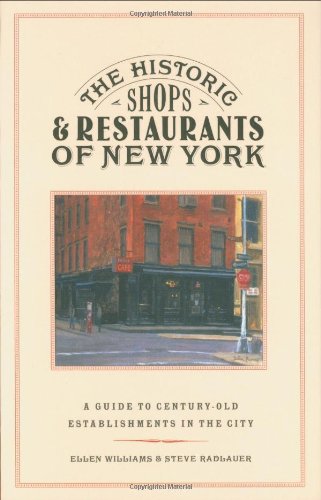 THE HISTORIC
SHOPS
& RESTAURANTS
OF NEW YORK
CAFE
A GUIDE TO CENTURY-OLD
ESTABLISHMENTS IN THE CITY
ELLEN WILLIAMS & STEVE RADLAUER